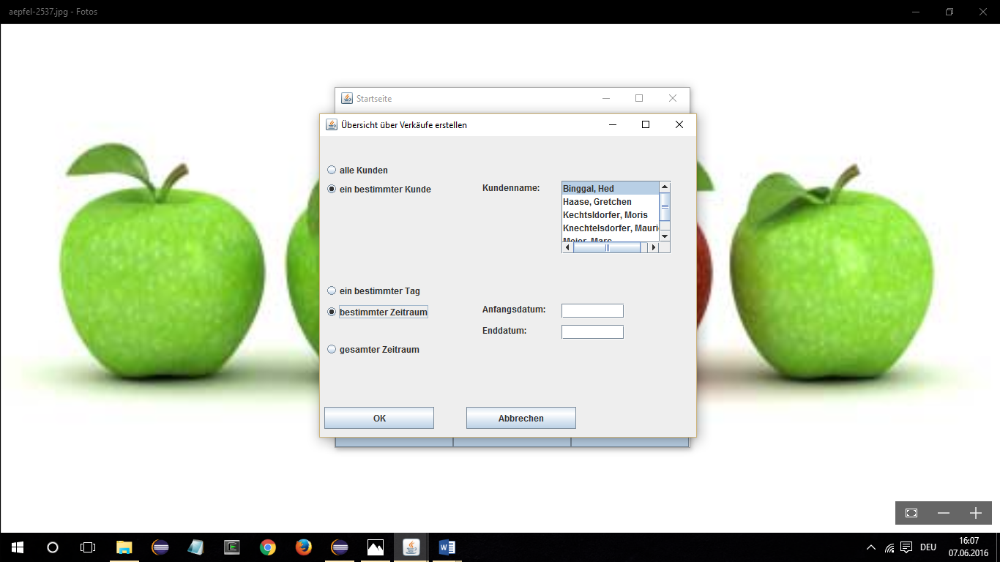 aepfel-2537.jpg - Fotos
Startseite
Übersicht über Verkäufe erstellen
alle Kunden
ein bestimmter Kunde
Kundenname:
Binggal, Hed
Haase, Gretchen
Kechtsldorfer, Moris
Knechtelsdorfer, Mauri
Meier, Marc
ein bestimmter Tag
bestimmter Zeitraum
Anfangsdatum:
Enddatum:
gesamter Zeitraum
OK
Abbrechen
DEU
16:07
07.06.2016